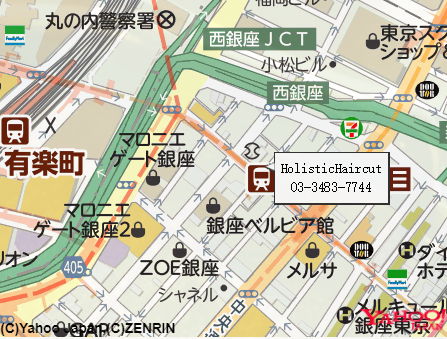 丸の内警察署
FamilyMart
西銀座JCT
小松ビル
東京スク
ショップ&
西銀座
有楽町
マロニエ
ゲート銀座
HolisticHaircut
03-3483-7744
目
マロニエ
ゲート銀座2
銀座ベルビア館
405
ZOE銀座
メルサ
シャネル
ダイ
ホテ
リオン
FamilyMart
メルキュール
銀座東京
YAHOO!
(C)Yahoo Japan,(C)ZENRIN